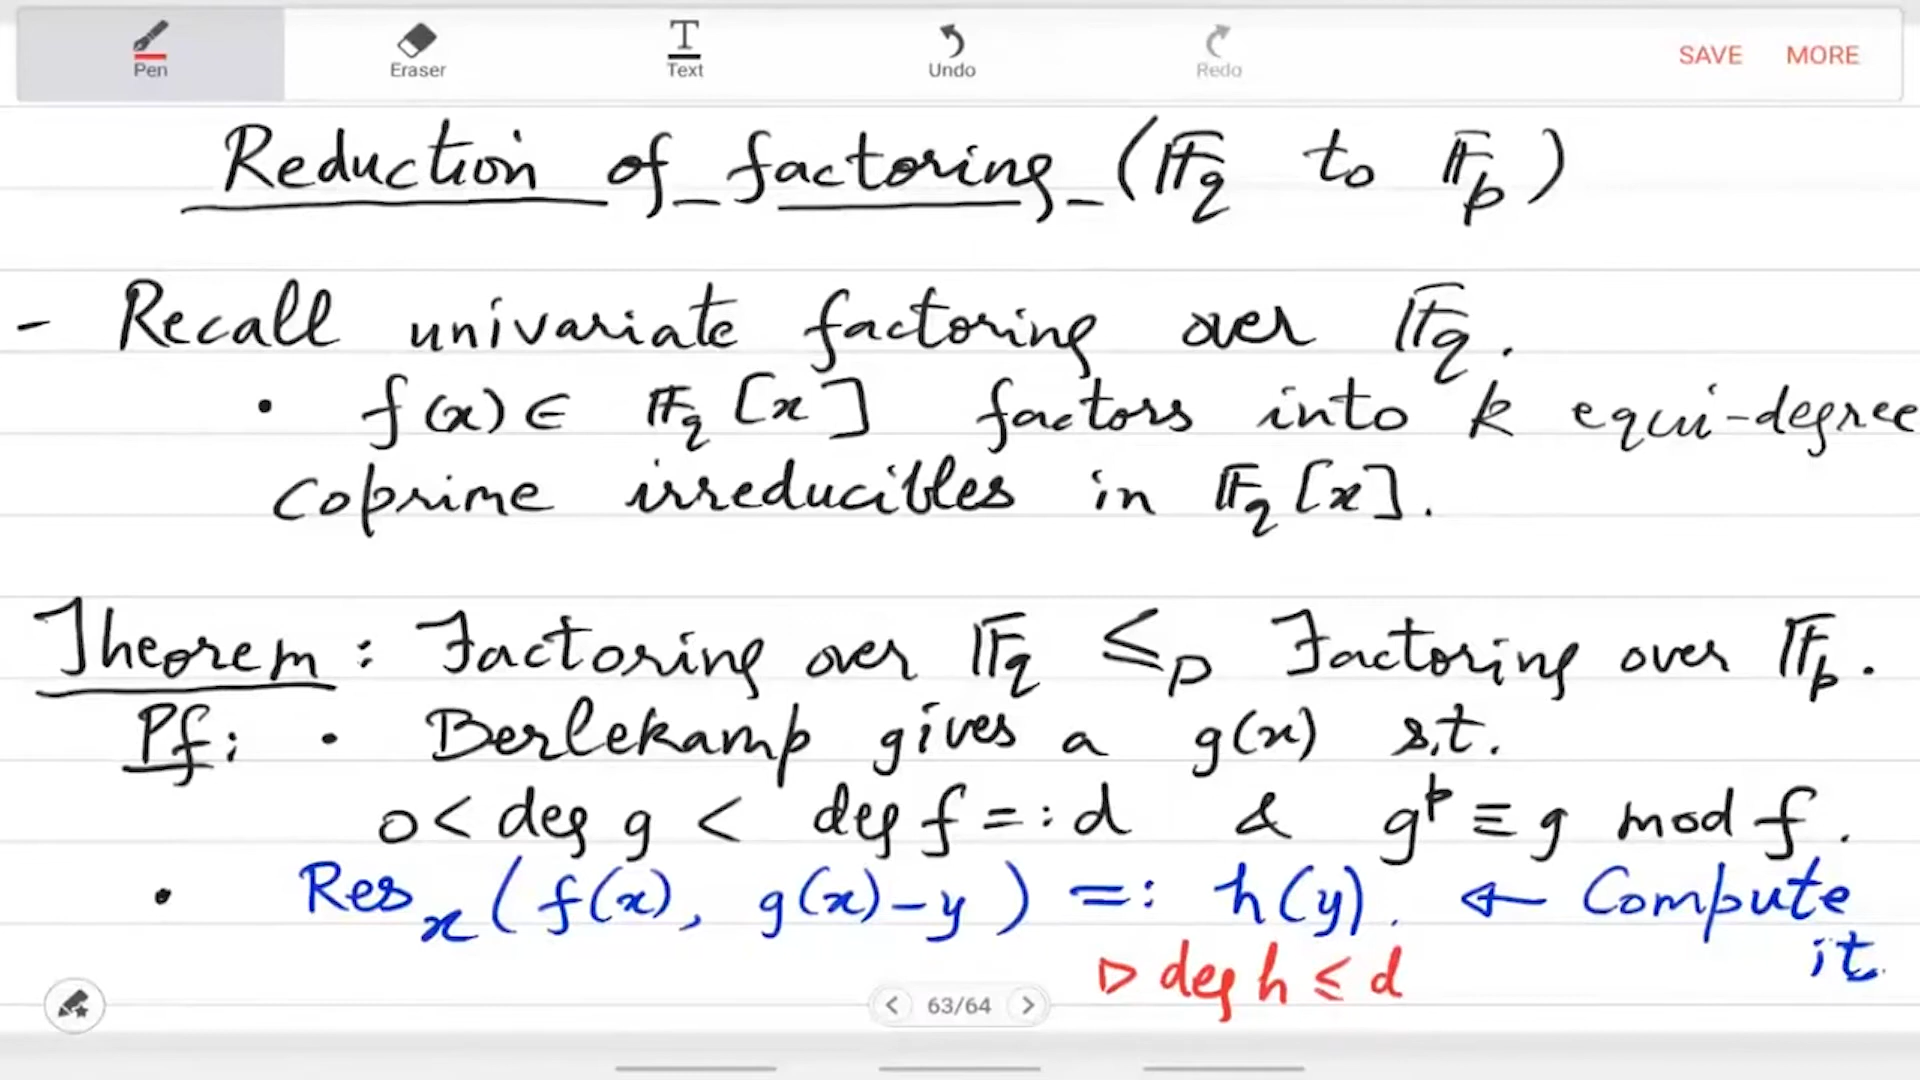 Pen Eraser Text Undo Redo SAVE MORE
Reduction of factoring (𝔽q to 𝔽p)
- Recall univariate factoring over 𝔽q.
• f(x) ∈ 𝔽q[x] factors into k equi-degree
coprime irreducibles in 𝔽q[x].
Theorem: Factoring over 𝔽q ≤p Factoring over 𝔽p.
Pf: • Berlekamp gives a g(x) s.t.
0 < deg g < deg f =: d & g^p ≡ g mod f.
• Res_x (f(x), g(x)-y) =: h(y). ← Compute
it.
▷ deg h ≤ d
63/64